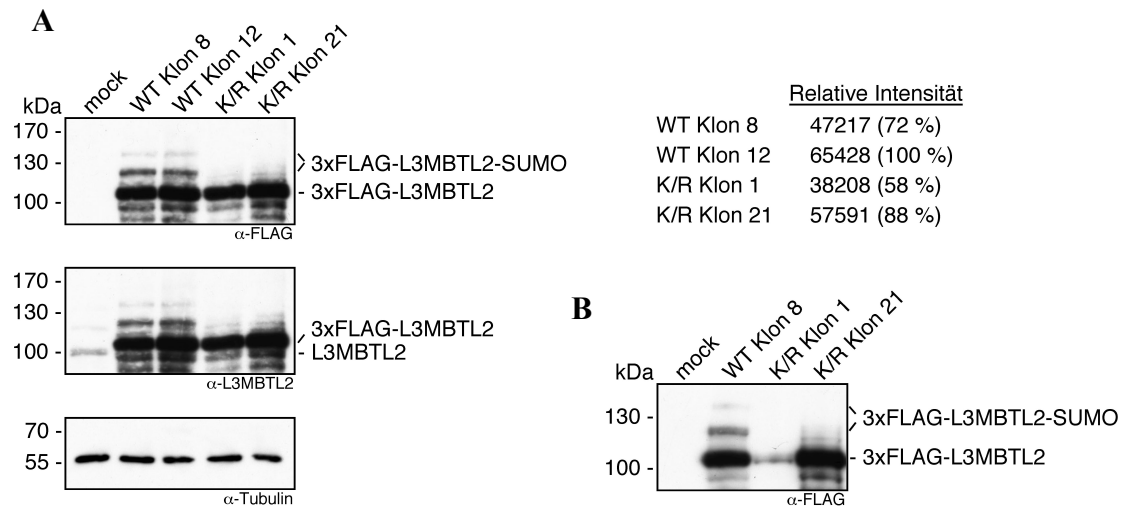 A
mock
WT Klon 8
WT Klon 12
K/R Klon 1
K/R Klon 21
kDa
170 -
130 -
100 -
3xFLAG-L3MBTL2-SUMO
- 3xFLAG-L3MBTL2
α-FLAG
170 -
130 -
100 -
3xFLAG-L3MBTL2
- L3MBTL2
α-L3MBTL2
70 -
55 -
α-Tubulin
Relative Intensität
WT Klon 8 47217 (72 %)
WT Klon 12 65428 (100 %)
K/R Klon 1 38208 (58 %)
K/R Klon 21 57591 (88 %)
B
mock
WT Klon 8
K/R Klon 1
K/R Klon 21
kDa
130 -
100 -
3xFLAG-L3MBTL2-SUMO
- 3xFLAG-L3MBTL2
α-FLAG